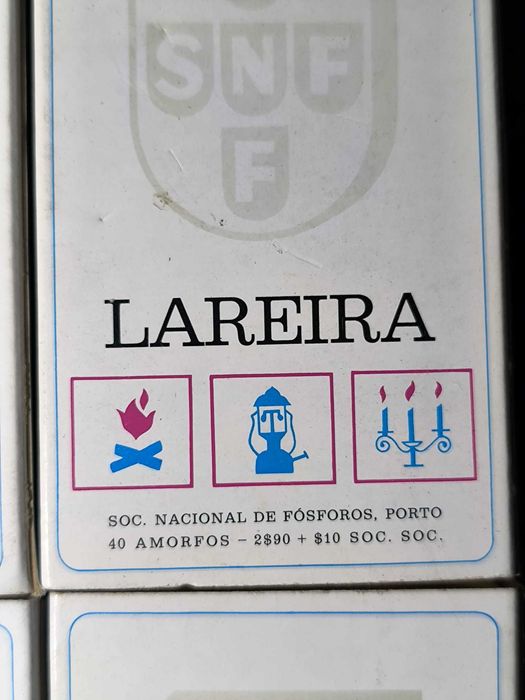 SNF
F
LAREIRA
SOC. NACIONAL DE FÓSFOROS, PORTO
40 AMORFOS – 2$90 + $10 SOC. SOC.